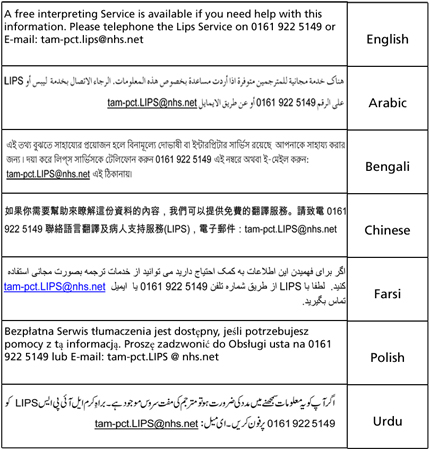 A free interpreting Service is available if you need help with this
information. Please telephone the Lips Service on 0161 922 5149 or
E-mail: tam-pct.lips@nhs.net
English
هناك خدمة مجانية للمترجمين متوفرة اذا أردت مساعدة بخصوص هذه المعلومات. الرجاء الاتصال بخدمة ليبس أو LIPS
على الرقم 0161 922 5149 أو عن طريق الايمايل tam-pct.LIPS@nhs.net
Arabic
এই তথ্য বুঝতে সাহায্যের প্রয়োজন হলে বিনামূল্যে দোভাষী বা ইন্টারপ্রিটার সার্ভিস রয়েছে আপনাকে সাহায্য করার
জন্য। দয়া করে লিপ্‌স সার্ভিসকে টেলিফোন করুন 0161 922 5149 এই নম্বরে অথবা ই-মেইল করুন:
tam-pct.LIPS@nhs.net এই ঠিকানায়।
Bengali
如果你需要幫助來瞭解這份資料的內容，我們可以提供免費的翻譯服務。請致電 0161
922 5149 聯絡語言翻譯及病人支持服務(LIPS)，電子郵件：tam-pct.LIPS@nhs.net
Chinese
اگر برای فهمیدن این اطلاعات به کمک احتیاج دارید می توانید از خدمات ترجمه بصورت مجانی استفاده
کنید. لطفا با LIPS از طریق شماره تلفن 0161 922 5149 یا ایمیل tam-pct.LIPS@nhs.net
تماس بگیرید.
Farsi
Bezpłatna Serwis tłumaczenia jest dostępny, jeśli potrzebujesz
pomocy z tą informacją. Proszę zadzwonić do Obsługi usta na 0161
922 5149 lub E-mail: tam-pct.LIPS @ nhs.net
Polish
اگر آپ کو یہ معلومات سمجھنے میں مدد کی ضرورت ہو تو مترجم کی مفت سروس موجود ہے۔ براہ کرم ایل آئی پی ایس LIPS کو
0161 922 5149 پر فون کریں۔ ای میل: tam-pct.LIPS@nhs.net
Urdu